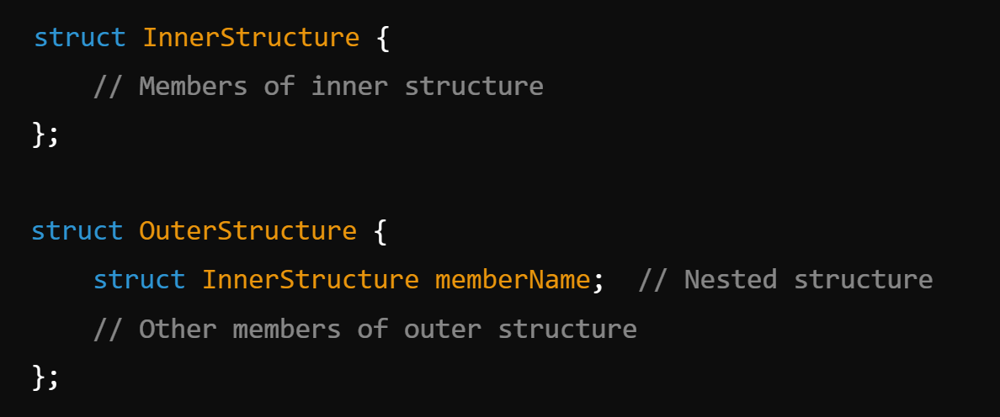 struct InnerStructure {
    // Members of inner structure
};

struct OuterStructure {
    struct InnerStructure memberName;  // Nested structure
    // Other members of outer structure
};